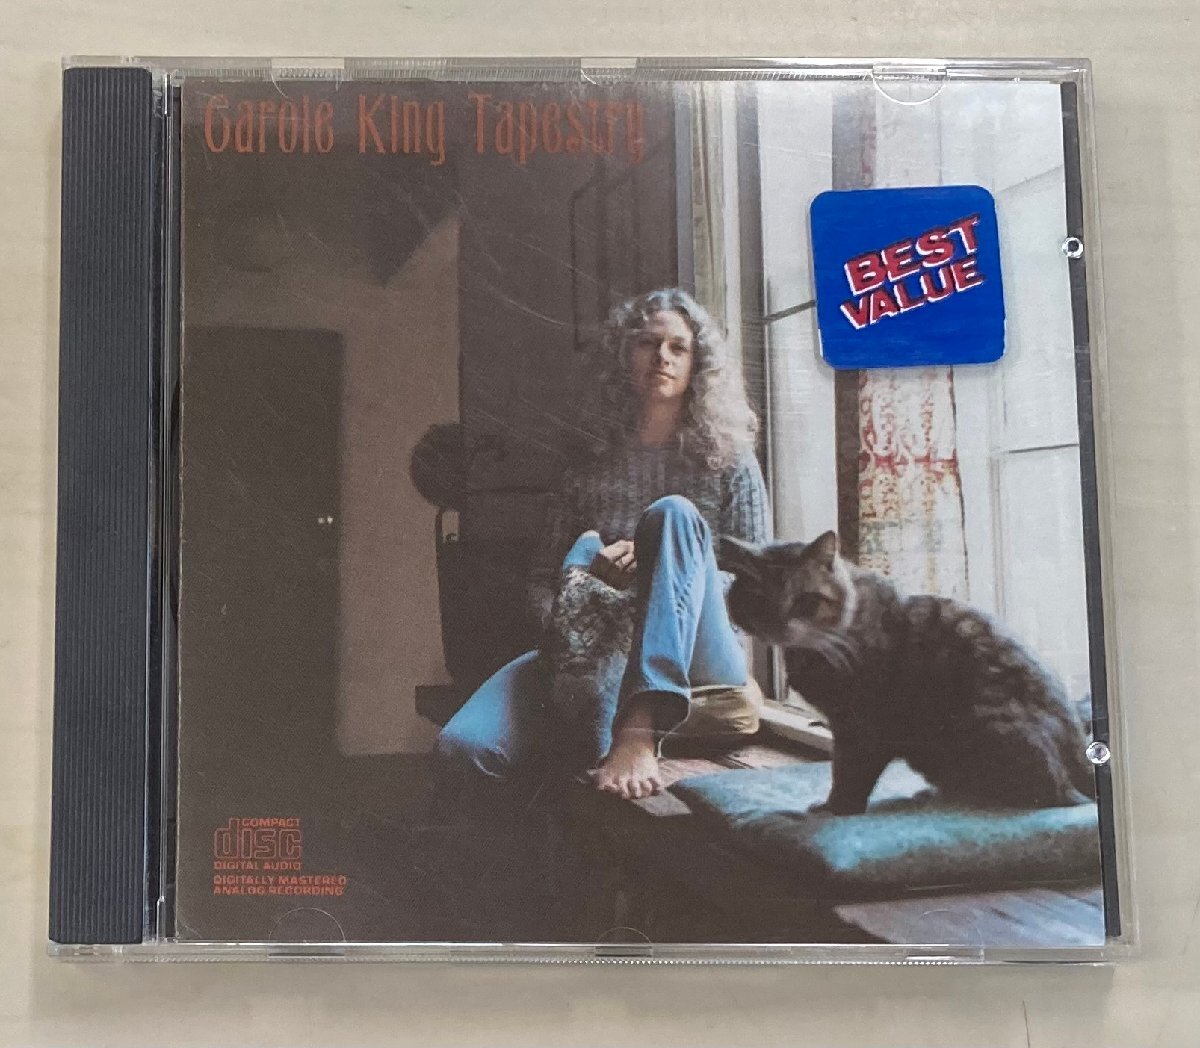 Carole King Tapestry
BEST
VALUE
COMPACT
disc
DIGITAL AUDIO
DIGITALLY MASTERED
ANALOG RECORDING